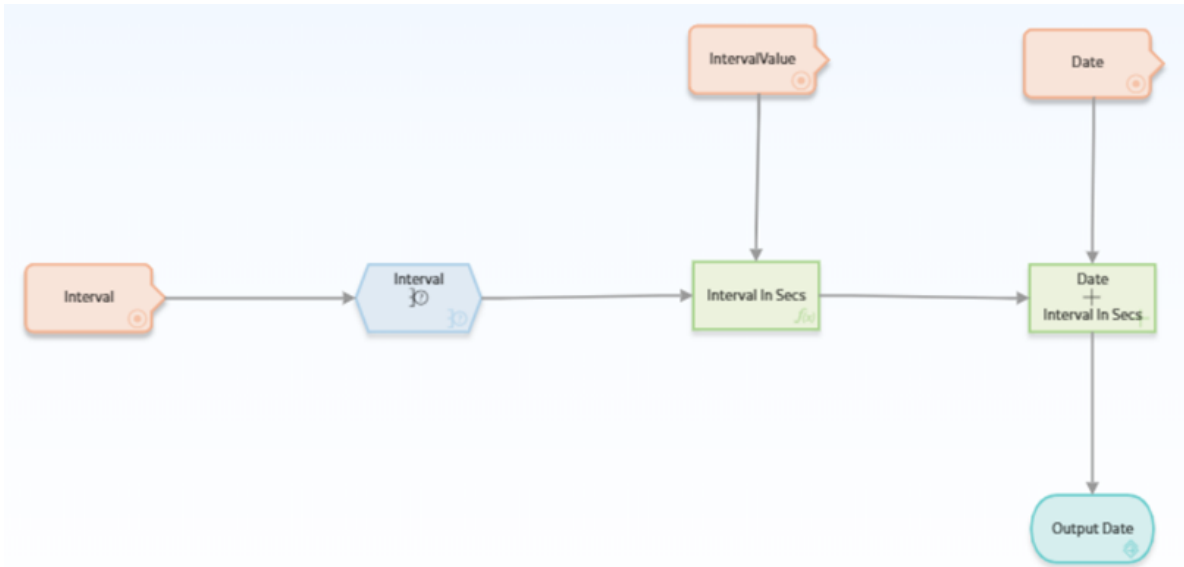 IntervalValue
Date
Interval
Interval
Interval In Secs
f(x)
Date
+
Interval In Secs
Output Date